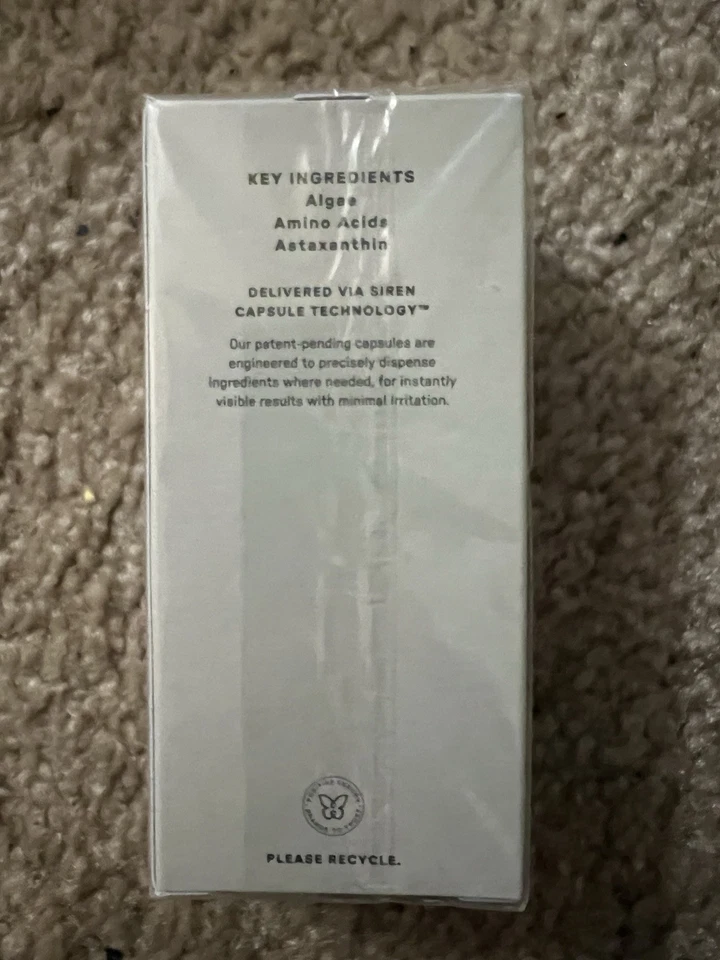 KEY INGREDIENTS
Algae
Amino Acids
Astaxanthin
DELIVERED VIA SIREN
CAPSULE TECHNOLOGY™
Our patent-pending capsules are
engineered to precisely dispense
ingredients where needed, for instantly
visible results with minimal irritation.
PLEASE RECYCLE.